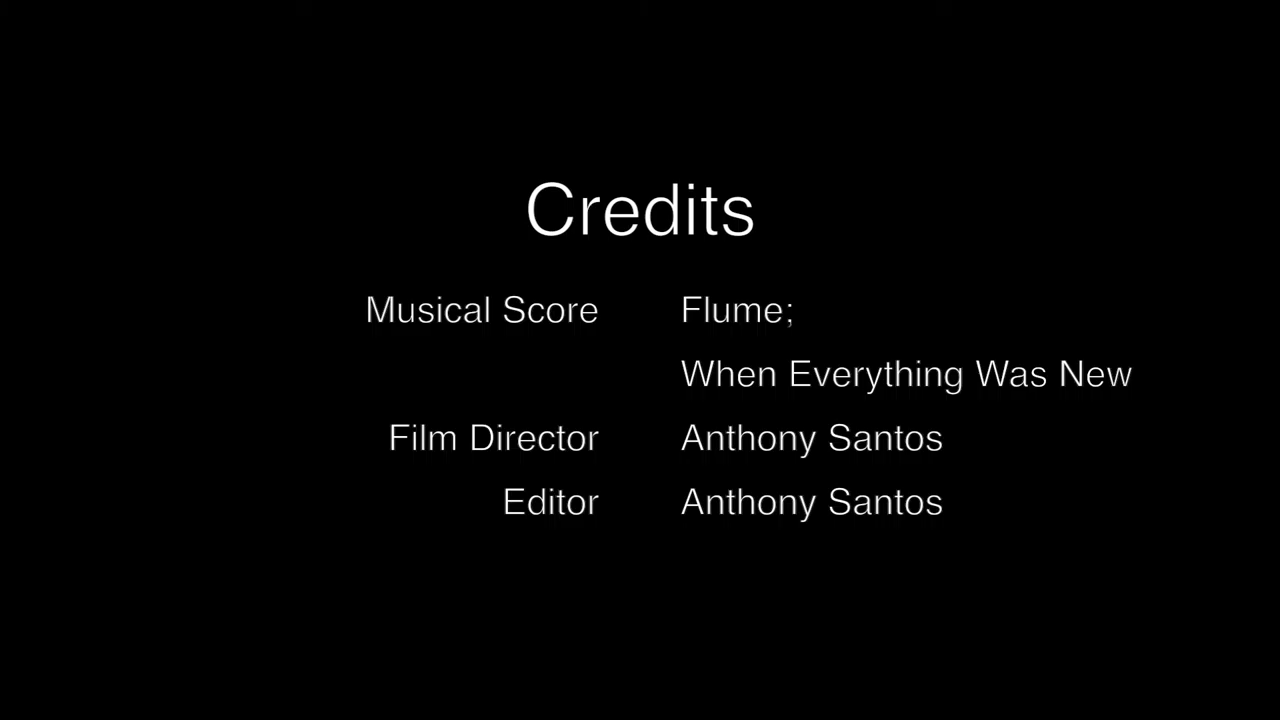 Credits
Musical Score Flume;
When Everything Was New
Film Director Anthony Santos
Editor Anthony Santos